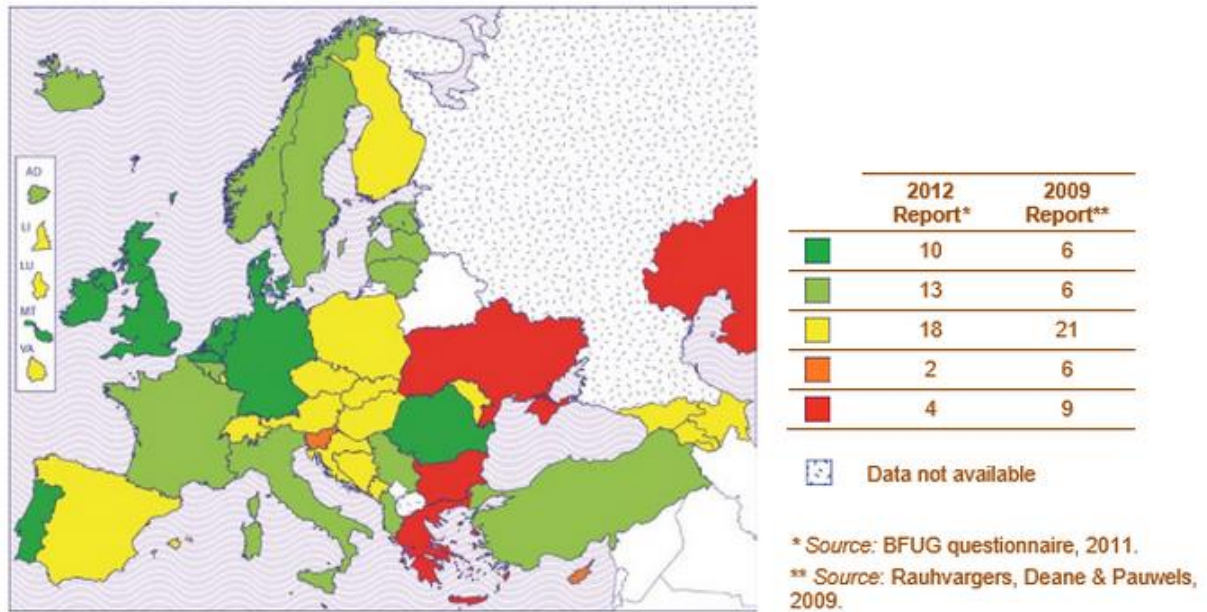 AD
LI
LU
MT
VA
2012 Report* 2009 Report**
10 6
13 6
18 21
2 6
4 9
Data not available
* Source: BFUG questionnaire, 2011.
** Source: Rauhvargers, Deane & Pauwels,
2009.